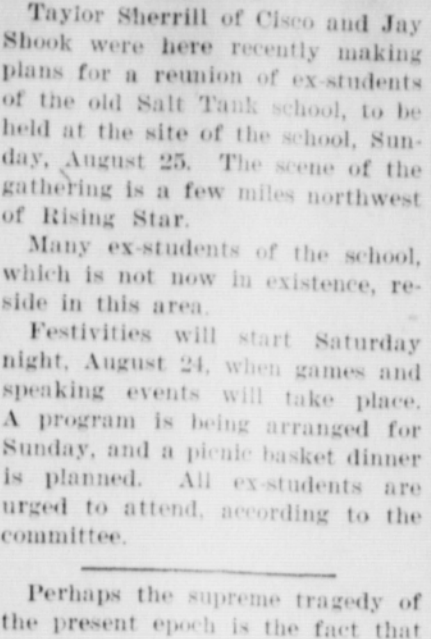 Taylor Sherrill of Cisco and Jay
Shook were here recently making
plans for a reunion of ex-students
of the old Salt Tank school, to be
held at the site of the school, Sun-
day, August 25. The scene of the
gathering is a few miles northwest
of Rising Star.
Many ex-students of the school,
which is not now in existence, re-
side in this area.
Festivities will start Saturday
night, August 24, when games and
speaking events will take place.
A program is being arranged for
Sunday, and a picnic basket dinner
is planned. All ex-students are
urged to attend, according to the
committee.
Perhaps the supreme tragedy of
the present epoch is the fact that